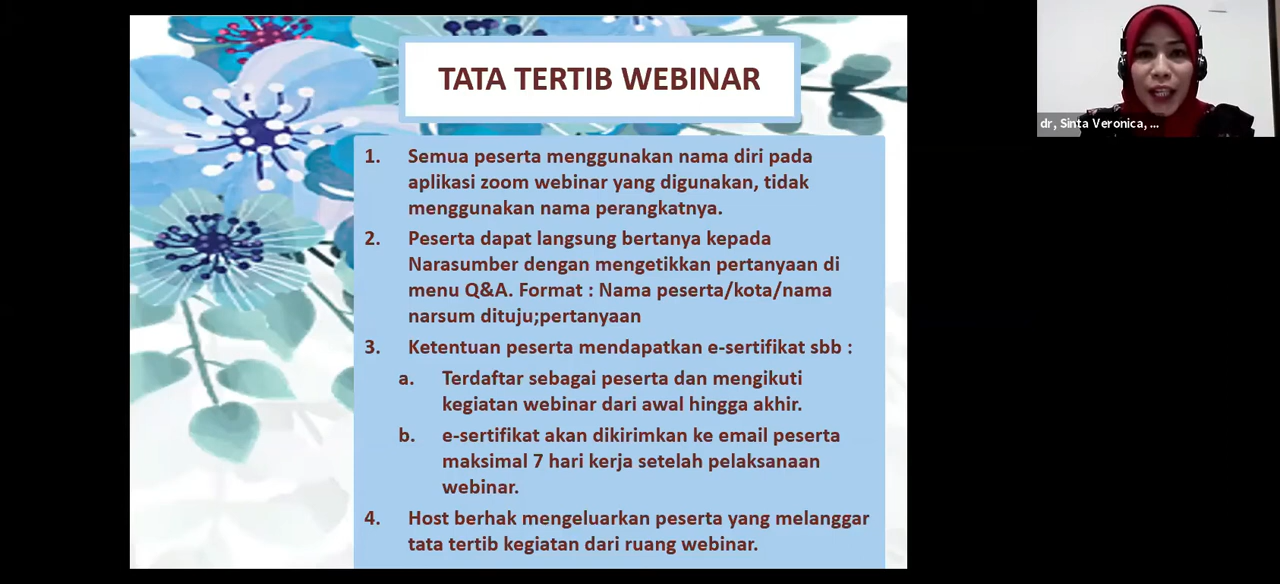 TATA TERTIB WEBINAR
1. Semua peserta menggunakan nama diri pada
aplikasi zoom webinar yang digunakan, tidak
menggunakan nama perangkatnya.
2. Peserta dapat langsung bertanya kepada
Narasumber dengan mengetikkan pertanyaan di
menu Q&A. Format : Nama peserta/kota/nama
narsum dituju;pertanyaan
3. Ketentuan peserta mendapatkan e-sertifikat sbb :
a. Terdaftar sebagai peserta dan mengikuti
kegiatan webinar dari awal hingga akhir.
b. e-sertifikat akan dikirimkan ke email peserta
maksimal 7 hari kerja setelah pelaksanaan
webinar.
4. Host berhak mengeluarkan peserta yang melanggar
tata tertib kegiatan dari ruang webinar.
dr, Sinta Veronica, ...